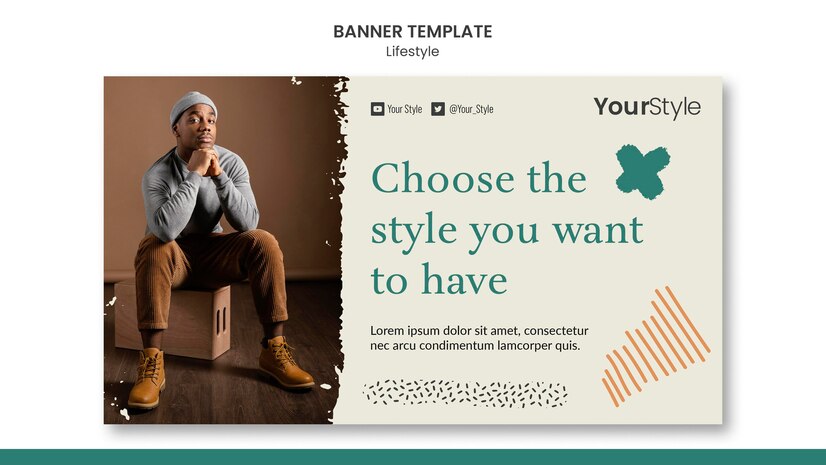 BANNER TEMPLATE
Lifestyle
Your Style @Your_Style
YourStyle
Choose the
style you want
to have
Lorem ipsum dolor sit amet, consectetur
nec arcu condimentum lamcorper quis.